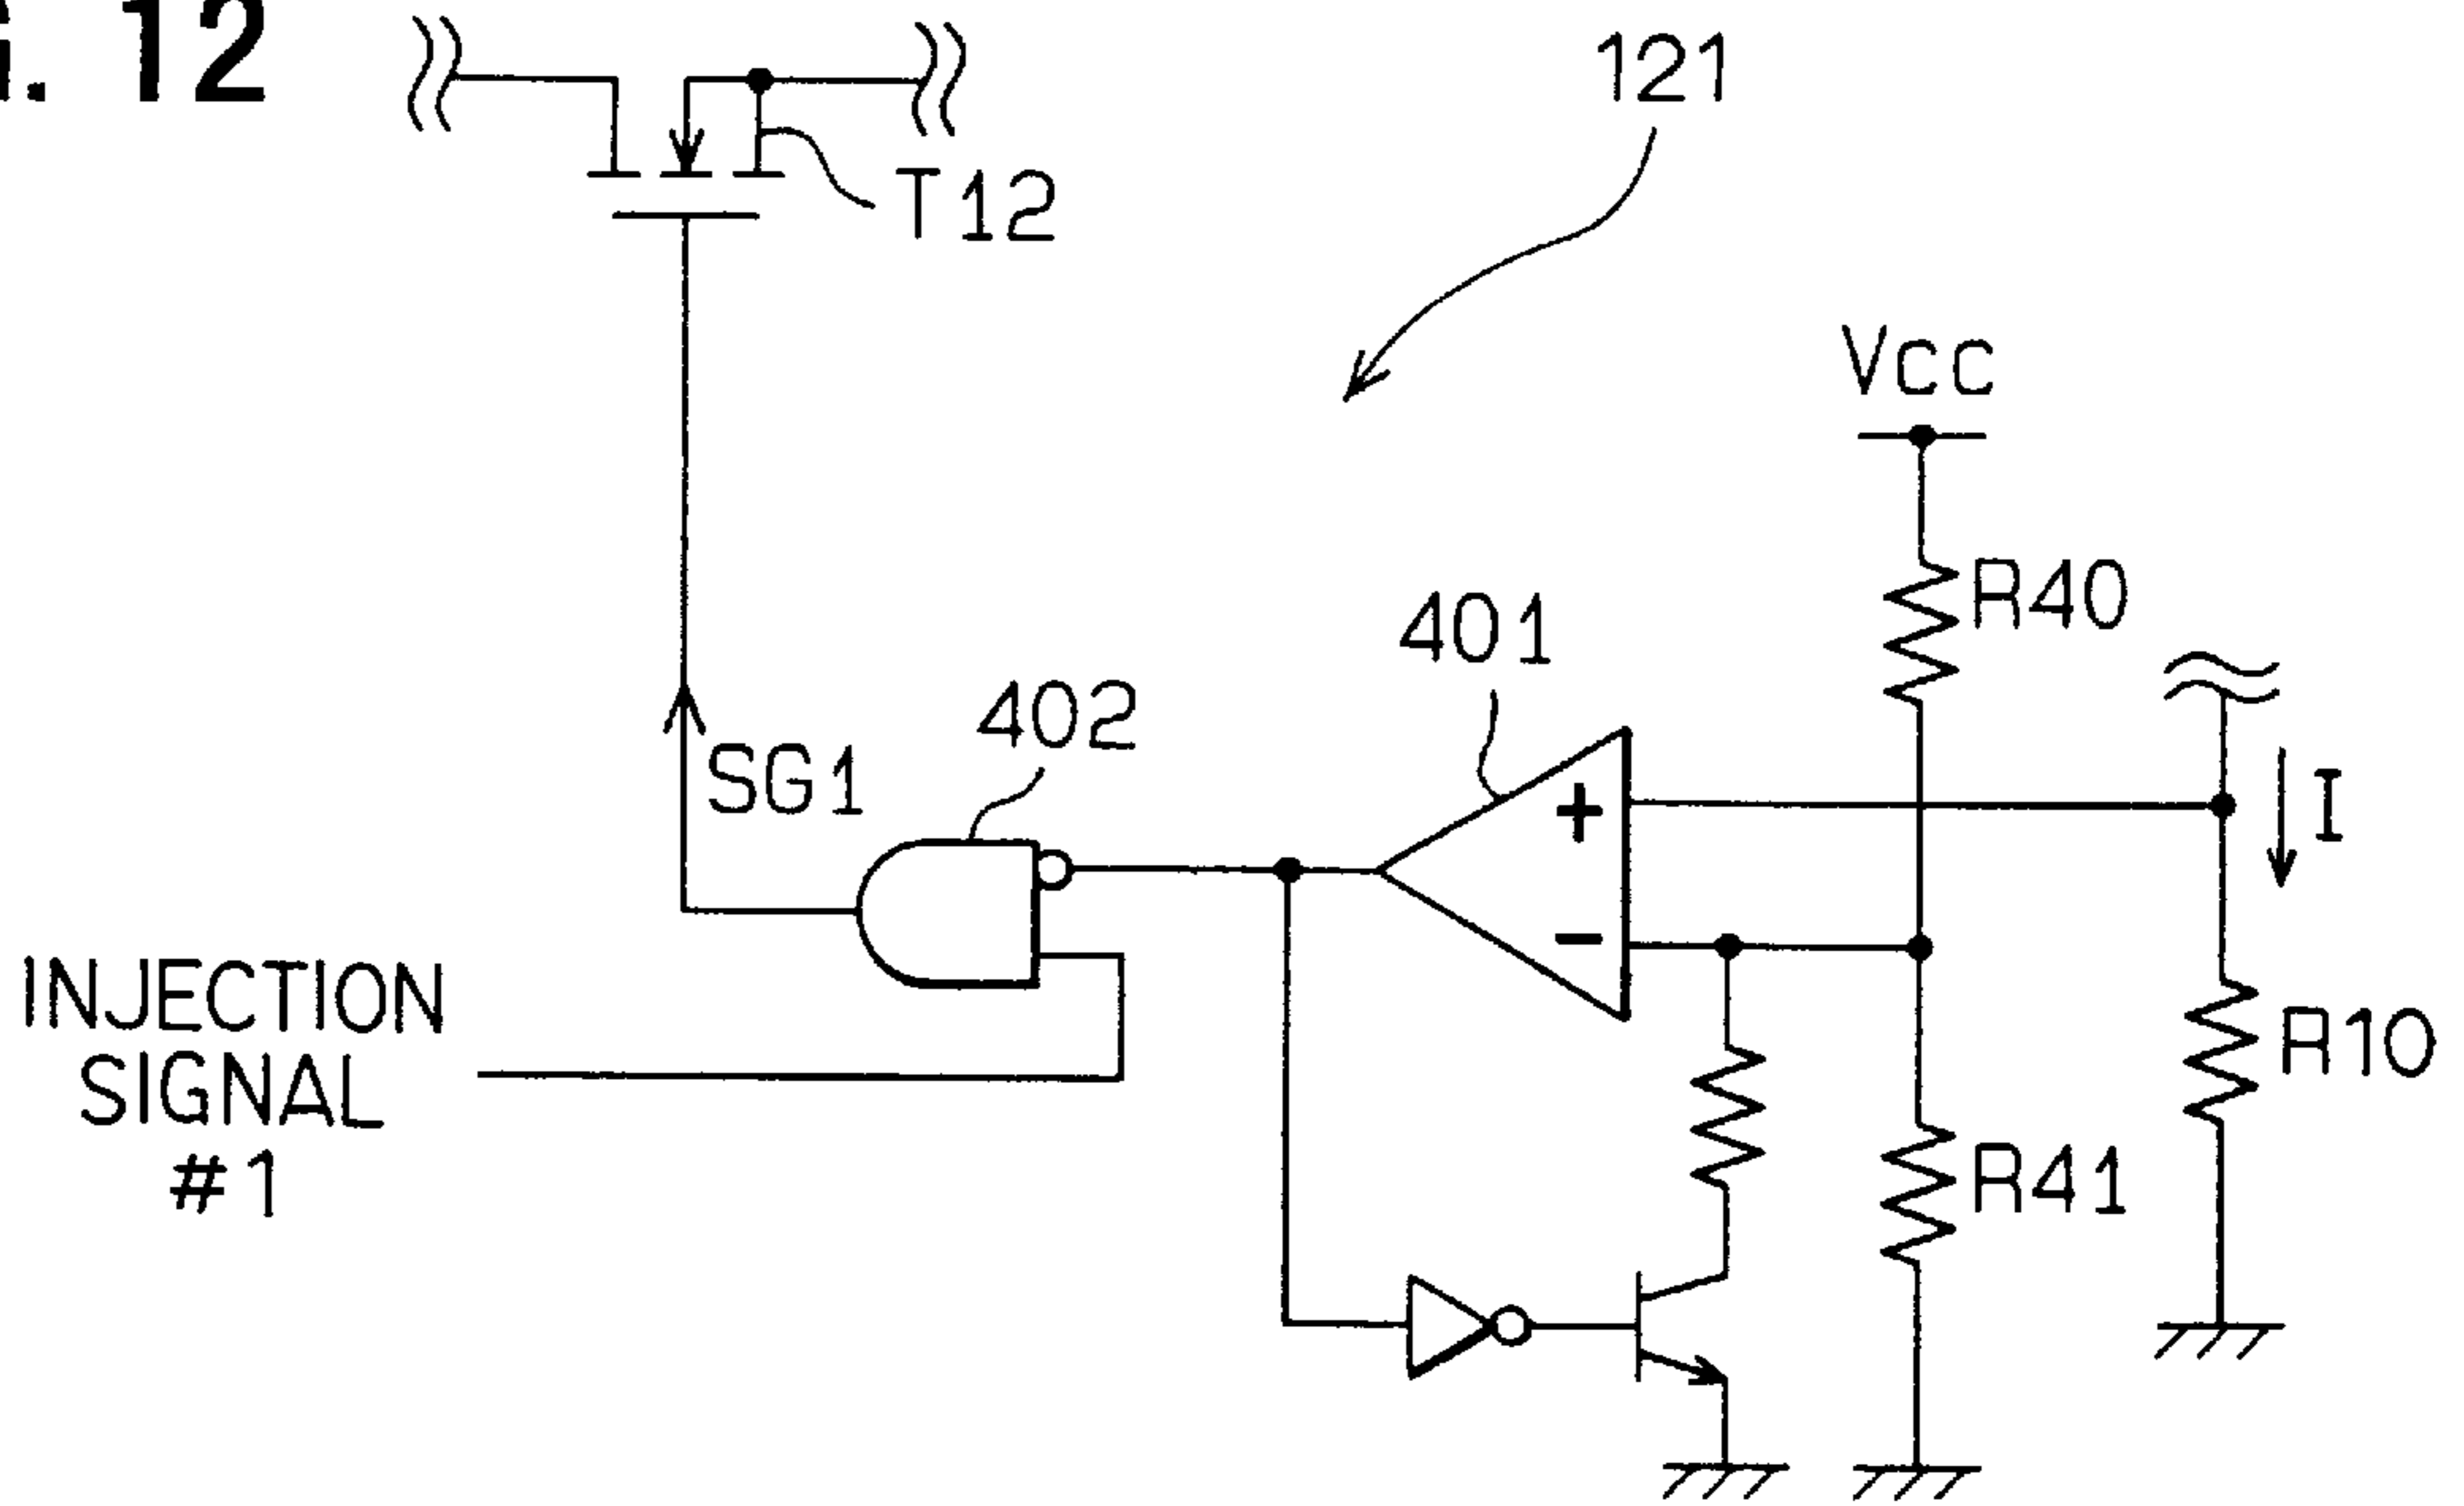 . 12
121
T12
Vcc
R40
401
402
SG1
+
I
−
INJECTION
SIGNAL
#1
R10
R41